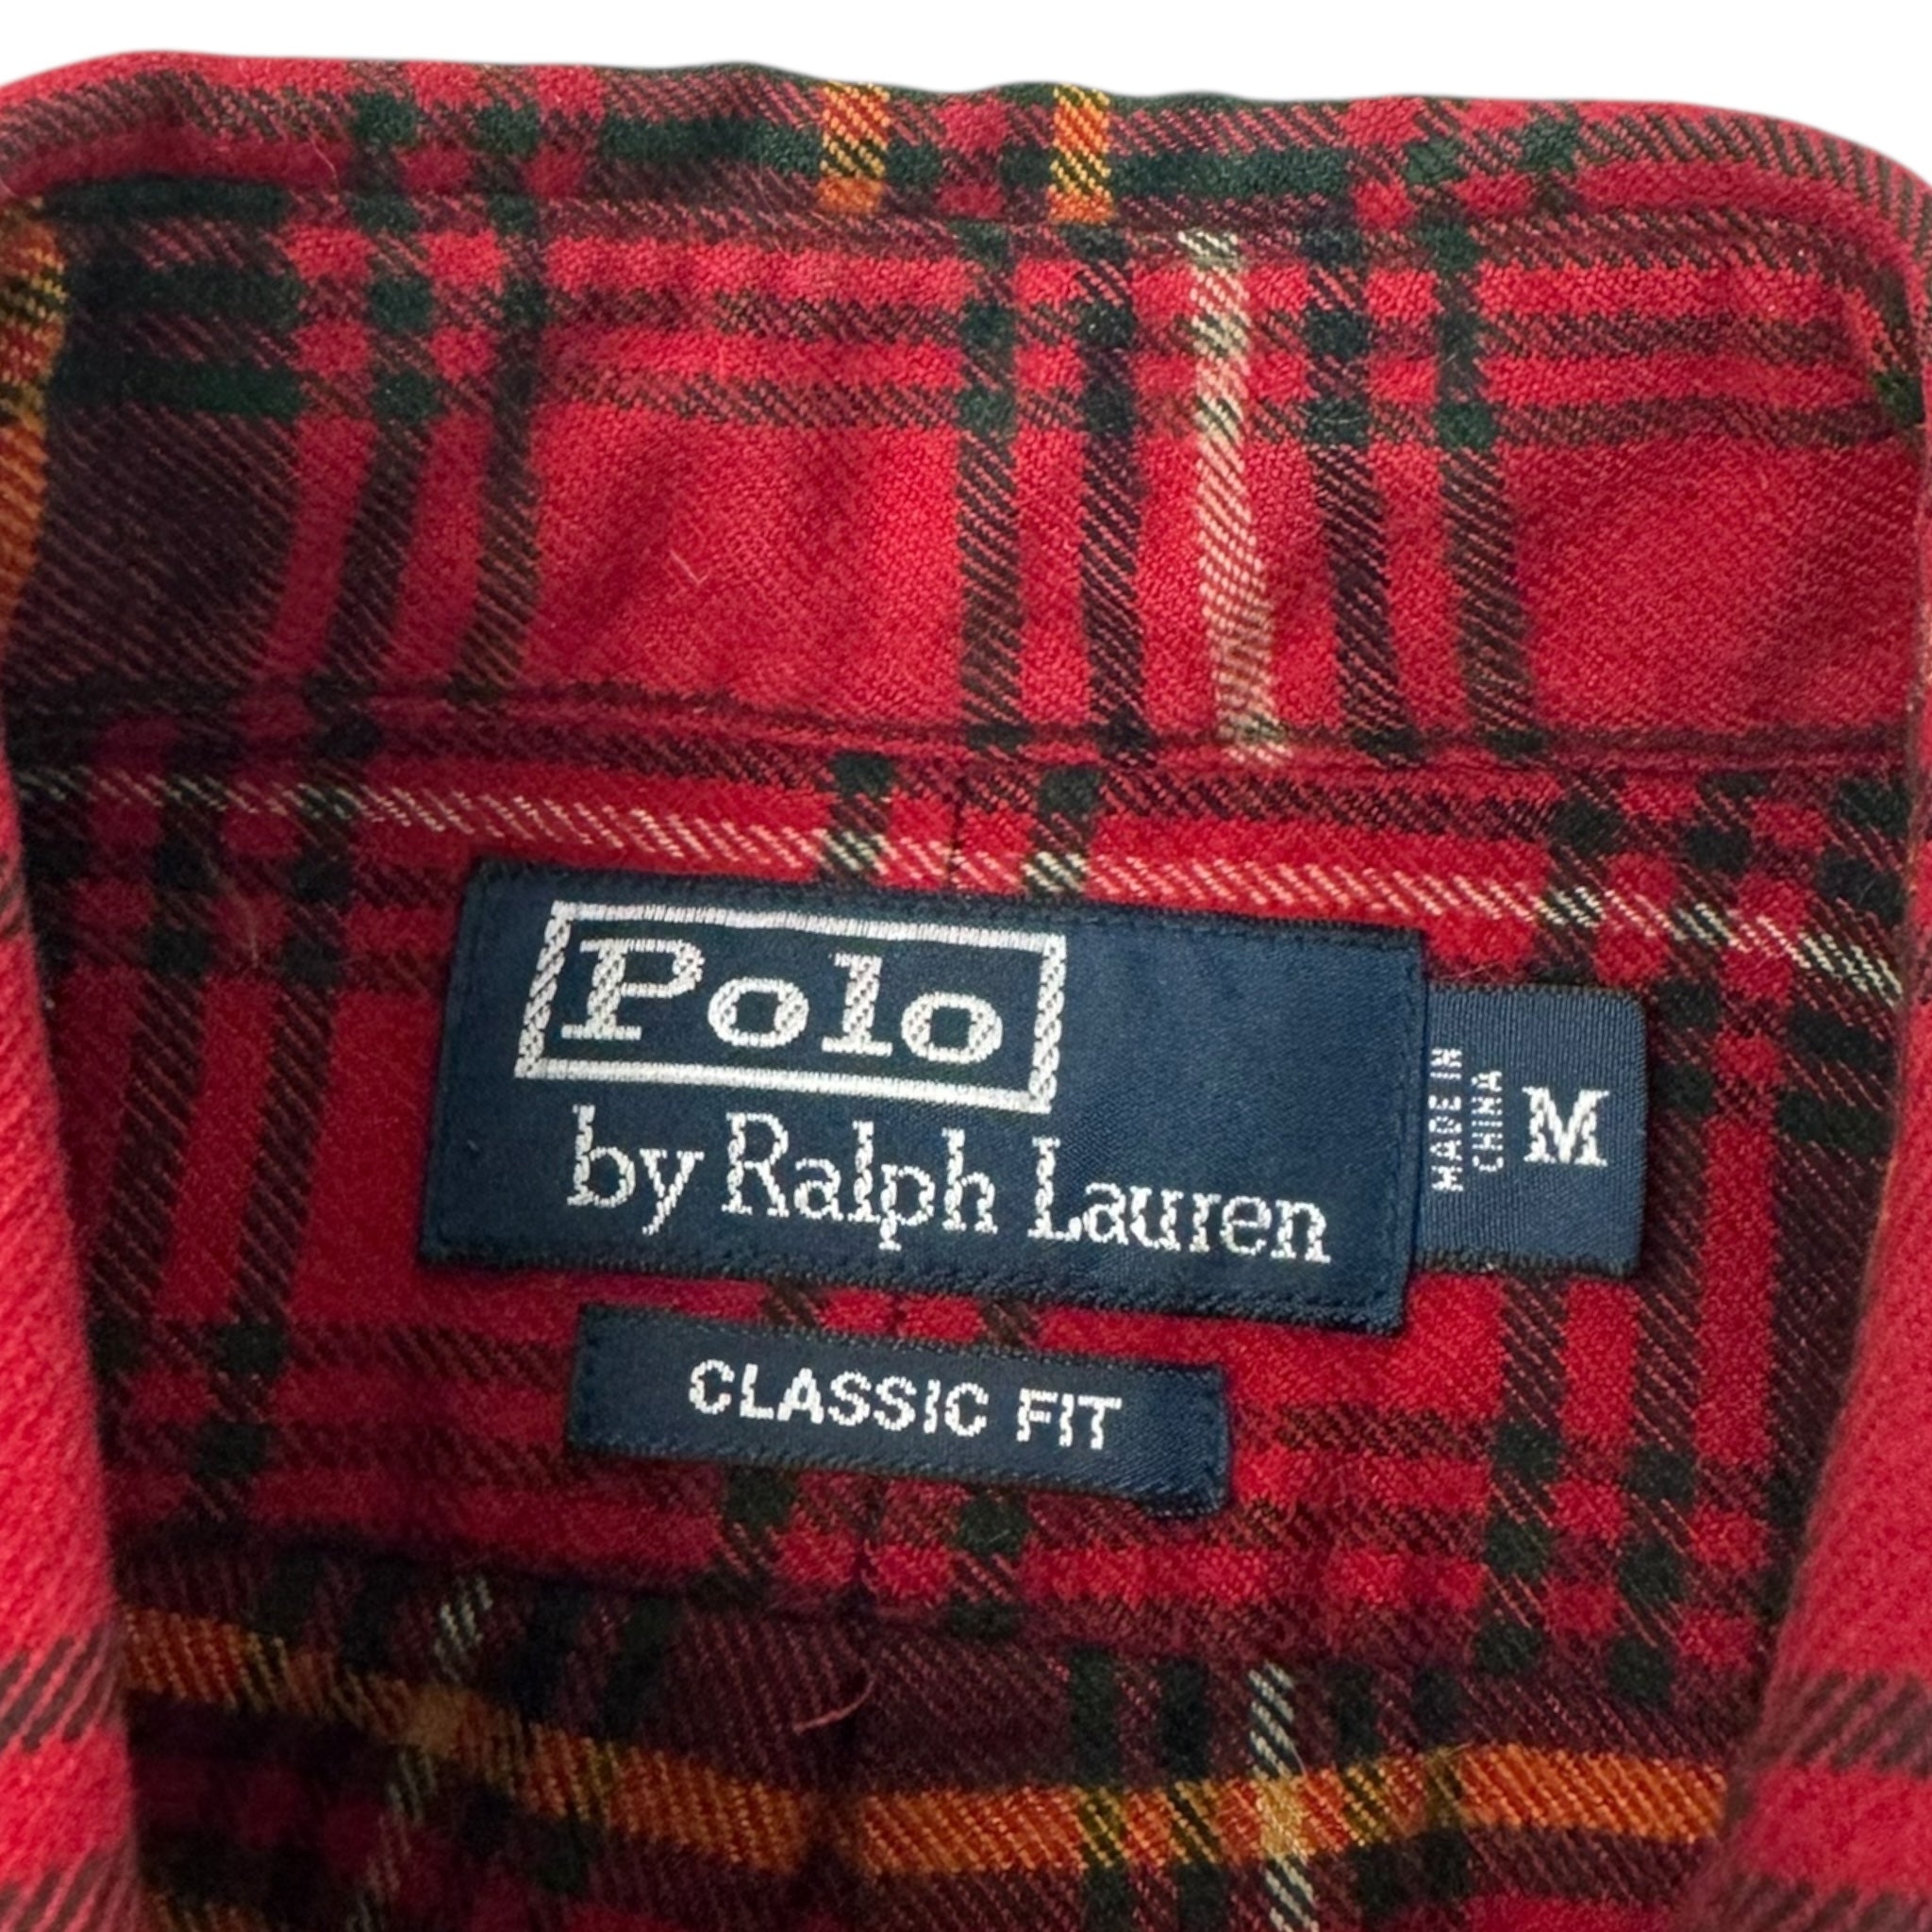 Polo
by Ralph Lauren
MADE IN
CHINA
M
CLASSIC FIT